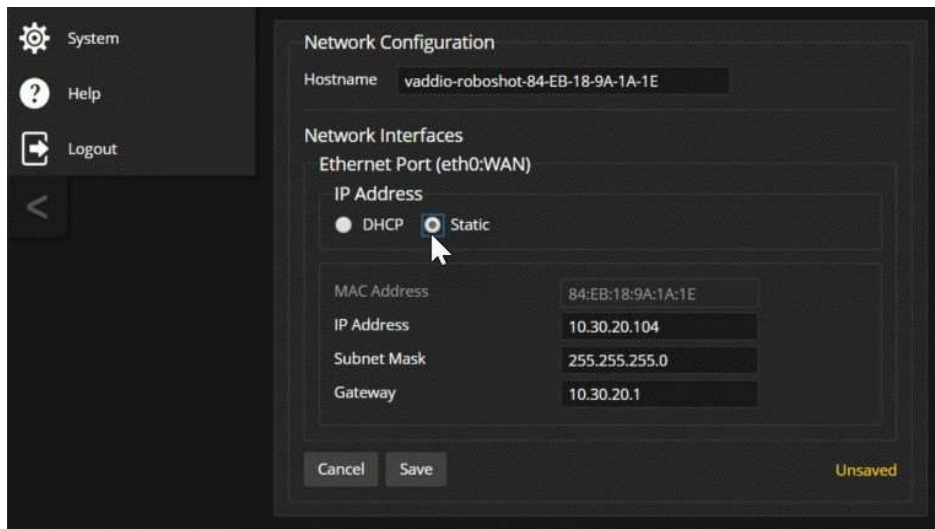 System
Help
Logout
<
Network Configuration
Hostname vaddio-roboshot-84-EB-18-9A-1A-1E
Network Interfaces
Ethernet Port (eth0:WAN)
IP Address
DHCP Static
MAC Address 84:EB:18:9A:1A:1E
IP Address 10.30.20.104
Subnet Mask 255.255.255.0
Gateway 10.30.20.1
Cancel Save Unsaved